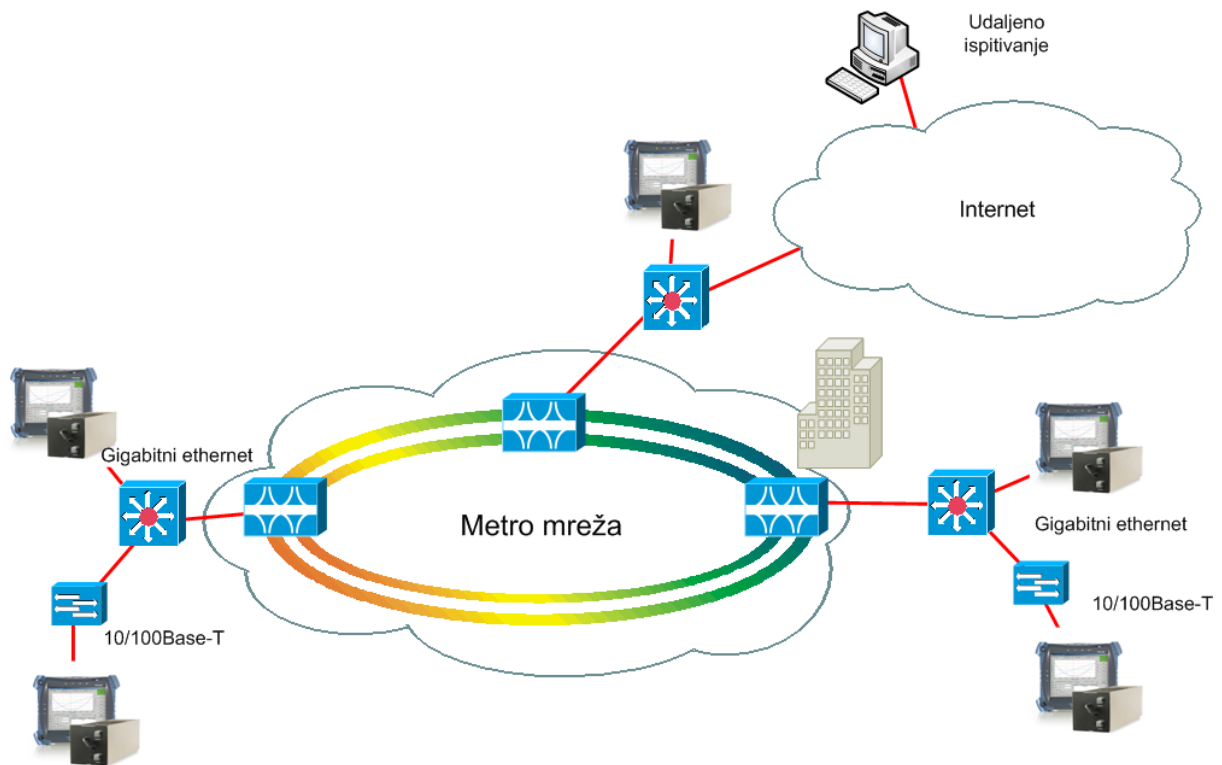 Udaljeno
ispitivanje
Internet
Gigabitni ethernet
Metro mreža
Gigabitni ethernet
10/100Base-T
10/100Base-T